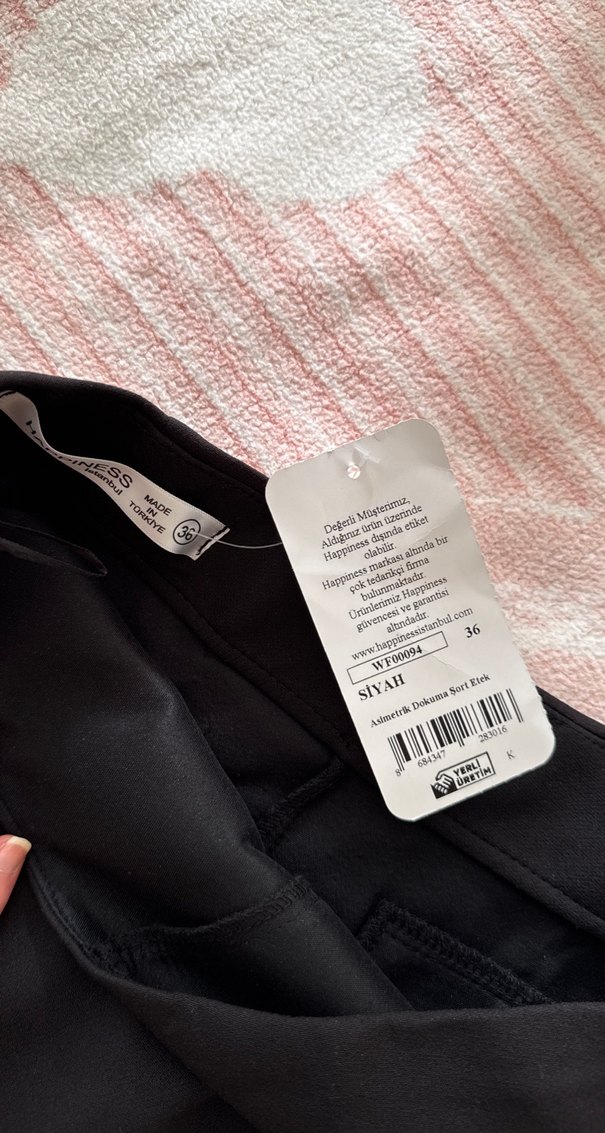 HAPPINESS
istanbul
MADE
IN
TÜRKİYE
36
Değerli Müşterimiz,
Aldığınız ürün üzerinde
Happiness dışında etiket
olabilir.
Happiness markası altında bir
çok tedarikçi firma
bulunmaktadır.
Ürünlerimiz Happiness
güvencesi ve garantisi
altındadır.
www.happinessistanbul.com
WF00094 36
SİYAH
Asimetrik Dokuma Şort Etek
8 684347 283016 K
YERLİ
ÜRETİM